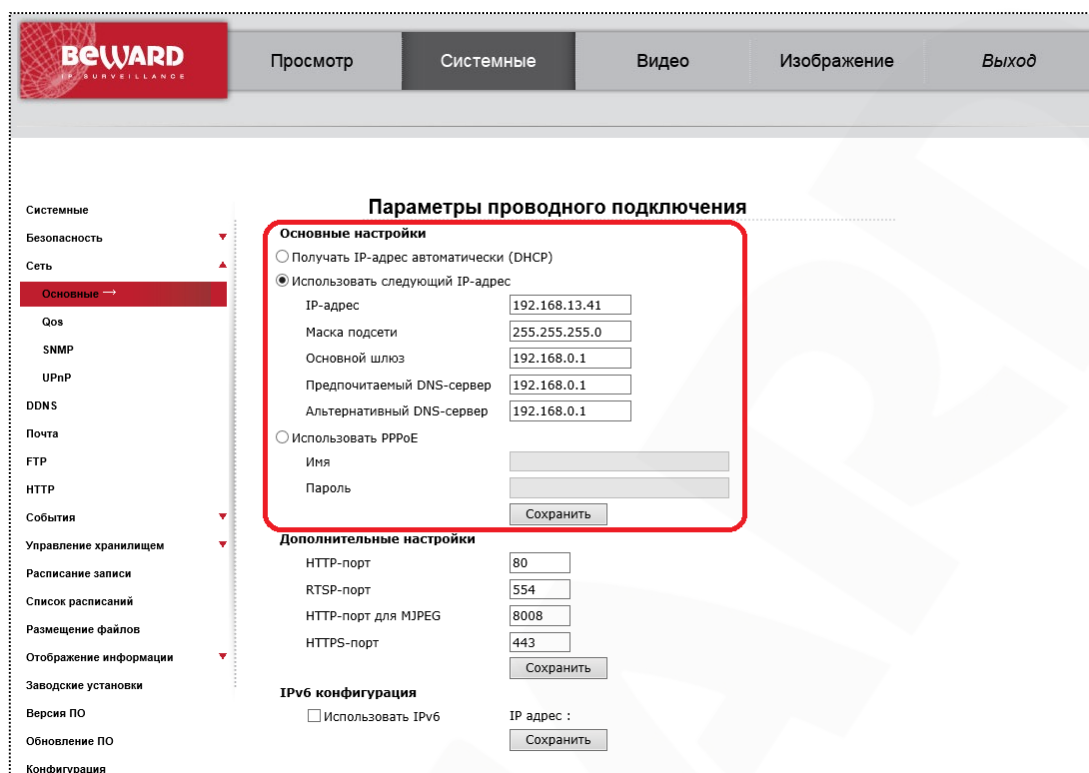 BEWARD
IP SURVEILLANCE
Просмотр
Системные
Видео
Изображение
Выход
Системные
Безопасность
Сеть
Основные →
Qos
SNMP
UPnP
DDNS
Почта
FTP
HTTP
События
Управление хранилищем
Расписание записи
Список расписаний
Размещение файлов
Отображение информации
Заводские установки
Версия ПО
Обновление ПО
Конфигурация
Параметры проводного подключения
Основные настройки
Получать IP-адрес автоматически (DHCP)
Использовать следующий IP-адрес
IP-адрес 192.168.13.41
Маска подсети 255.255.255.0
Основной шлюз 192.168.0.1
Предпочитаемый DNS-сервер 192.168.0.1
Альтернативный DNS-сервер 192.168.0.1
Использовать PPPoE
Имя
Пароль
Сохранить
Дополнительные настройки
HTTP-порт 80
RTSP-порт 554
HTTP-порт для MJPEG 8008
HTTPS-порт 443
Сохранить
IPv6 конфигурация
Использовать IPv6 IP адрес :
Сохранить